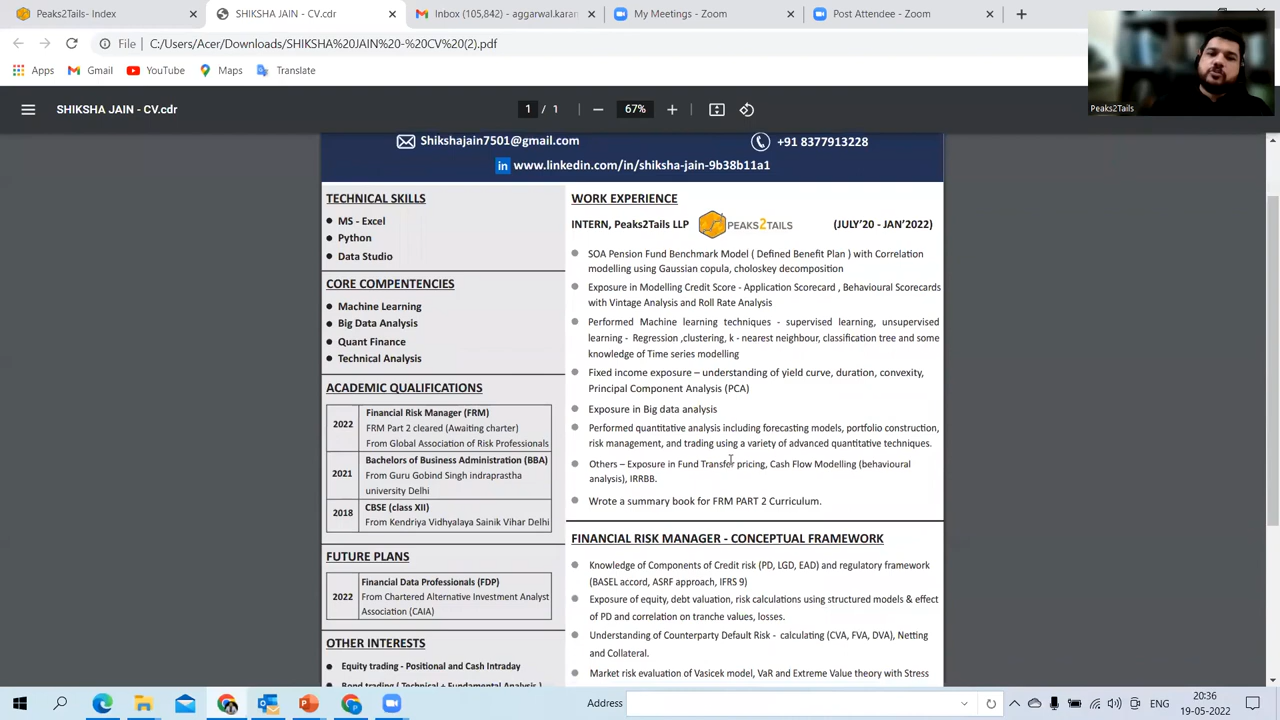 Peaks2Tails- Index
SHIKSHA JAIN - CV.cdr
Inbox (105,842) - aggarwal.karan
My Meetings - Zoom
Post Attendee - Zoom
File
C:/Users/Acer/Downloads/SHIKSHA%20JAIN%20-%20CV%20(2).pdf
Apps
Gmail
YouTube
Maps
Translate
Peaks2Tails
SHIKSHA JAIN - CV.cdr
1 / 1
67%
Shikshajain7501@gmail.com
+91 8377913228
in www.linkedin.com/in/shiksha-jain-9b38b11a1
TECHNICAL SKILLS
MS - Excel
Python
Data Studio
CORE COMPETENCIES
Machine Learning
Big Data Analysis
Quant Finance
Technical Analysis
ACADEMIC QUALIFICATIONS
2022
Financial Risk Manager (FRM)
FRM Part 2 cleared (Awaiting charter)
From Global Association of Risk Professionals
2021
Bachelors of Business Administration (BBA)
From Guru Gobind Singh indraprastha
university Delhi
2018
CBSE (class XII)
From Kendriya Vidhyalaya Sainik Vihar Delhi
FUTURE PLANS
2022
Financial Data Professionals (FDP)
From Chartered Alternative Investment Analyst
Association (CAIA)
OTHER INTERESTS
Equity trading - Positional and Cash Intraday
Bond trading ( Technical + Fundamental Analysis )
WORK EXPERIENCE
INTERN, Peaks2Tails LLP
PEAKS2TAILS
(JULY'20 - JAN'2022)
SOA Pension Fund Benchmark Model ( Defined Benefit Plan ) with Correlation
modelling using Gaussian copula, choloskey decomposition
Exposure in Modelling Credit Score - Application Scorecard , Behavioural Scorecards
with Vintage Analysis and Roll Rate Analysis
Performed Machine learning techniques - supervised learning, unsupervised
learning - Regression ,clustering, k - nearest neighbour, classification tree and some
knowledge of Time series modelling
Fixed income exposure – understanding of yield curve, duration, convexity,
Principal Component Analysis (PCA)
Exposure in Big data analysis
Performed quantitative analysis including forecasting models, portfolio construction,
risk management, and trading using a variety of advanced quantitative techniques.
Others – Exposure in Fund Transfer pricing, Cash Flow Modelling (behavioural
analysis), IRRBB.
Wrote a summary book for FRM PART 2 Curriculum.
FINANCIAL RISK MANAGER - CONCEPTUAL FRAMEWORK
Knowledge of Components of Credit risk (PD, LGD, EAD) and regulatory framework
(BASEL accord, ASRF approach, IFRS 9)
Exposure of equity, debt valuation, risk calculations using structured models & effect
of PD and correlation on tranche values, losses.
Understanding of Counterparty Default Risk - calculating (CVA, FVA, DVA), Netting
and Collateral.
Market risk evaluation of Vasicek model, VaR and Extreme Value theory with Stress
Address
ENG
20:36
19-05-2022